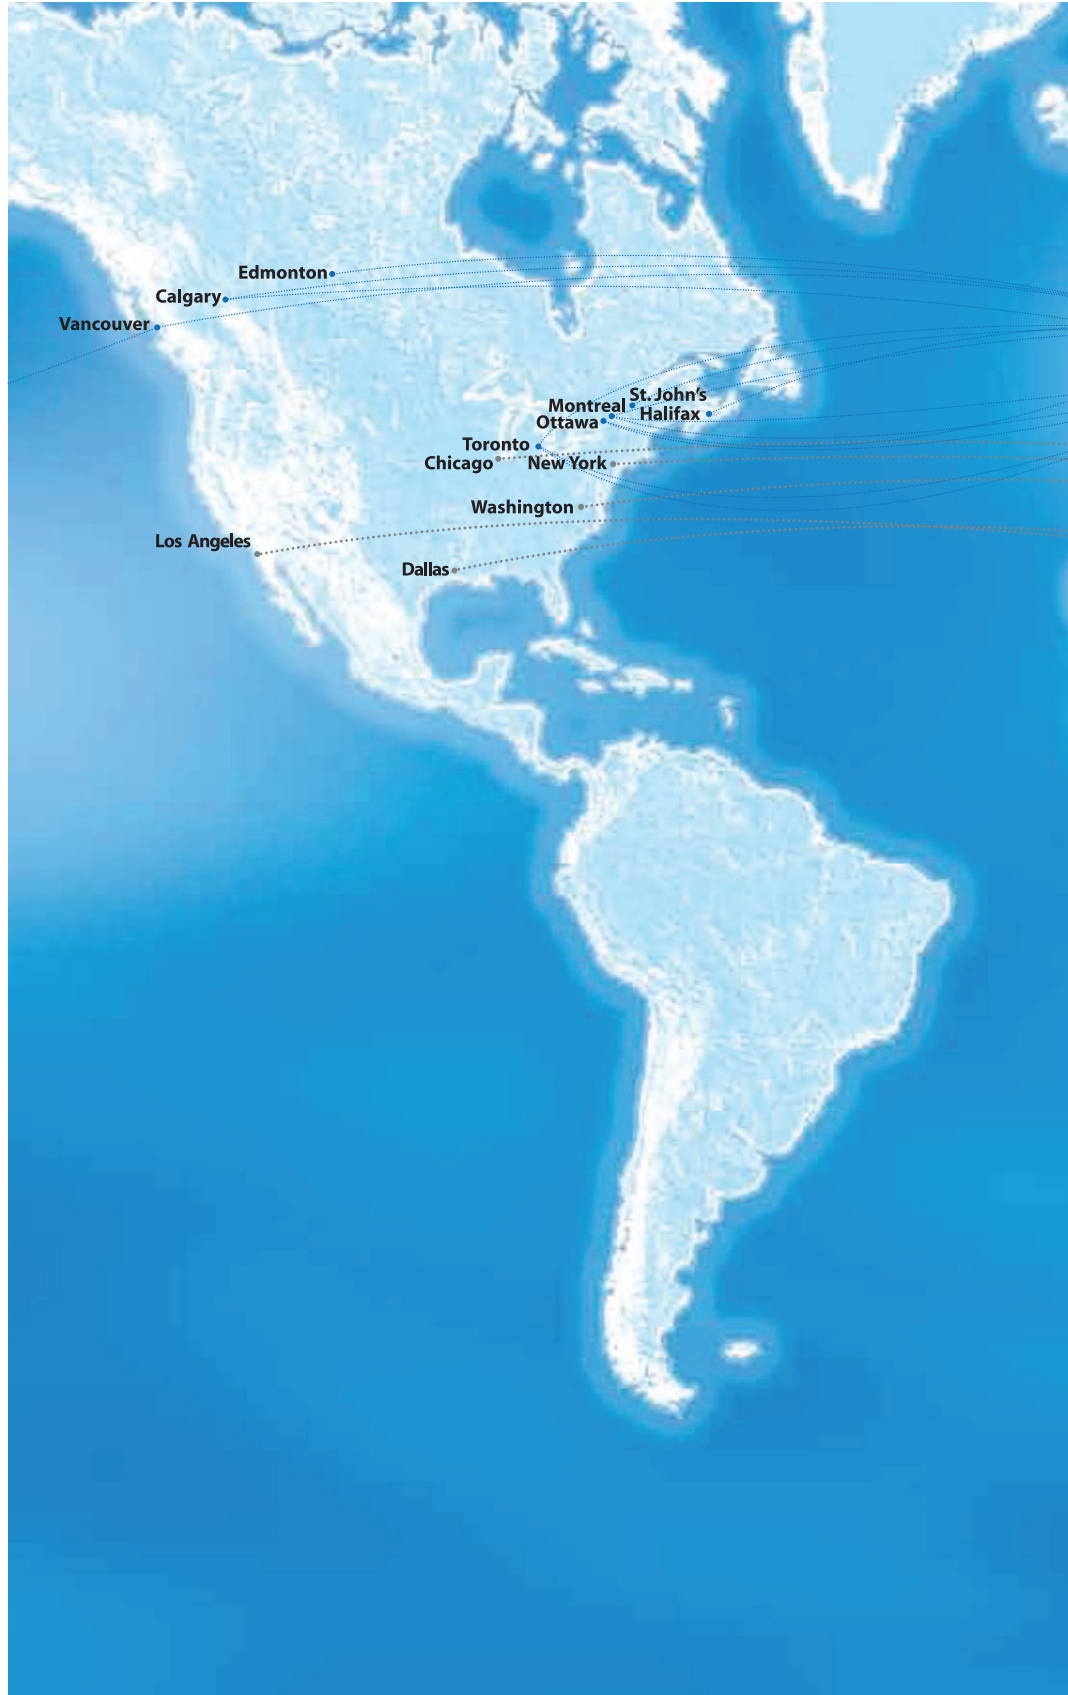 Edmonton
Calgary
Vancouver
St. John's
Montreal
Halifax
Ottawa
Toronto
Chicago
New York
Washington
Los Angeles
Dallas